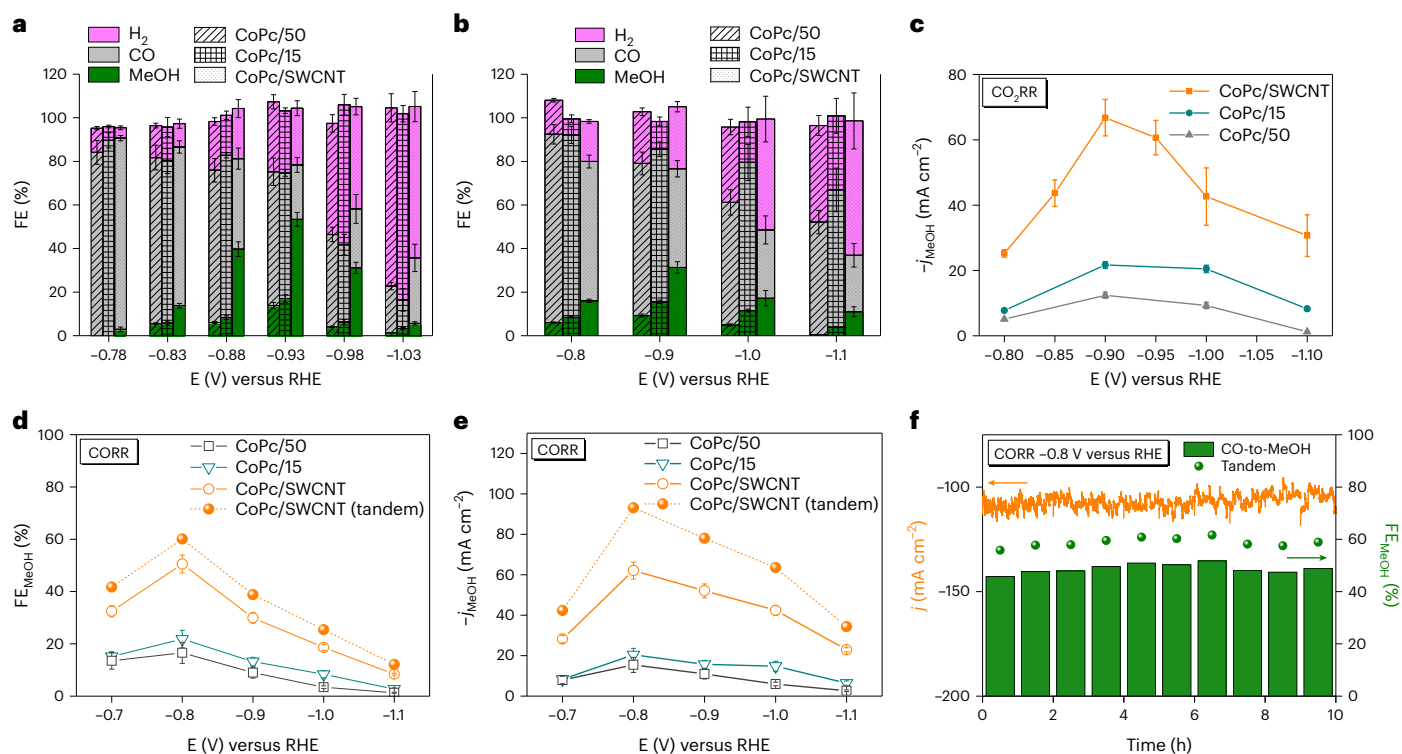 a
H2
CO
MeOH
CoPc/50
CoPc/15
CoPc/SWCNT
FE (%)
120
100
80
60
40
20
0
−0.78 −0.83 −0.88 −0.93 −0.98 −1.03
E (V) versus RHE
b
H2
CO
MeOH
CoPc/50
CoPc/15
CoPc/SWCNT
FE (%)
120
100
80
60
40
20
0
−0.8 −0.9 −1.0 −1.1
E (V) versus RHE
c
CO2RR
CoPc/SWCNT
CoPc/15
CoPc/50
−jMeOH (mA cm−2)
80
60
40
20
0
−0.80 −0.85 −0.90 −0.95 −1.00 −1.05 −1.10
E (V) versus RHE
d
CORR
CoPc/50
CoPc/15
CoPc/SWCNT
CoPc/SWCNT (tandem)
FEMeOH (%)
100
80
60
40
20
0
−0.7 −0.8 −0.9 −1.0 −1.1
E (V) versus RHE
e
CORR
CoPc/50
CoPc/15
CoPc/SWCNT
CoPc/SWCNT (tandem)
−jMeOH (mA cm−2)
120
100
80
60
40
20
0
−0.7 −0.8 −0.9 −1.0 −1.1
E (V) versus RHE
f
CORR −0.8 V versus RHE
CO-to-MeOH
Tandem
j (mA cm−2)
−100
−150
−200
FEMeOH (%)
100
80
60
40
20
0
0 2 4 6 8 10
Time (h)